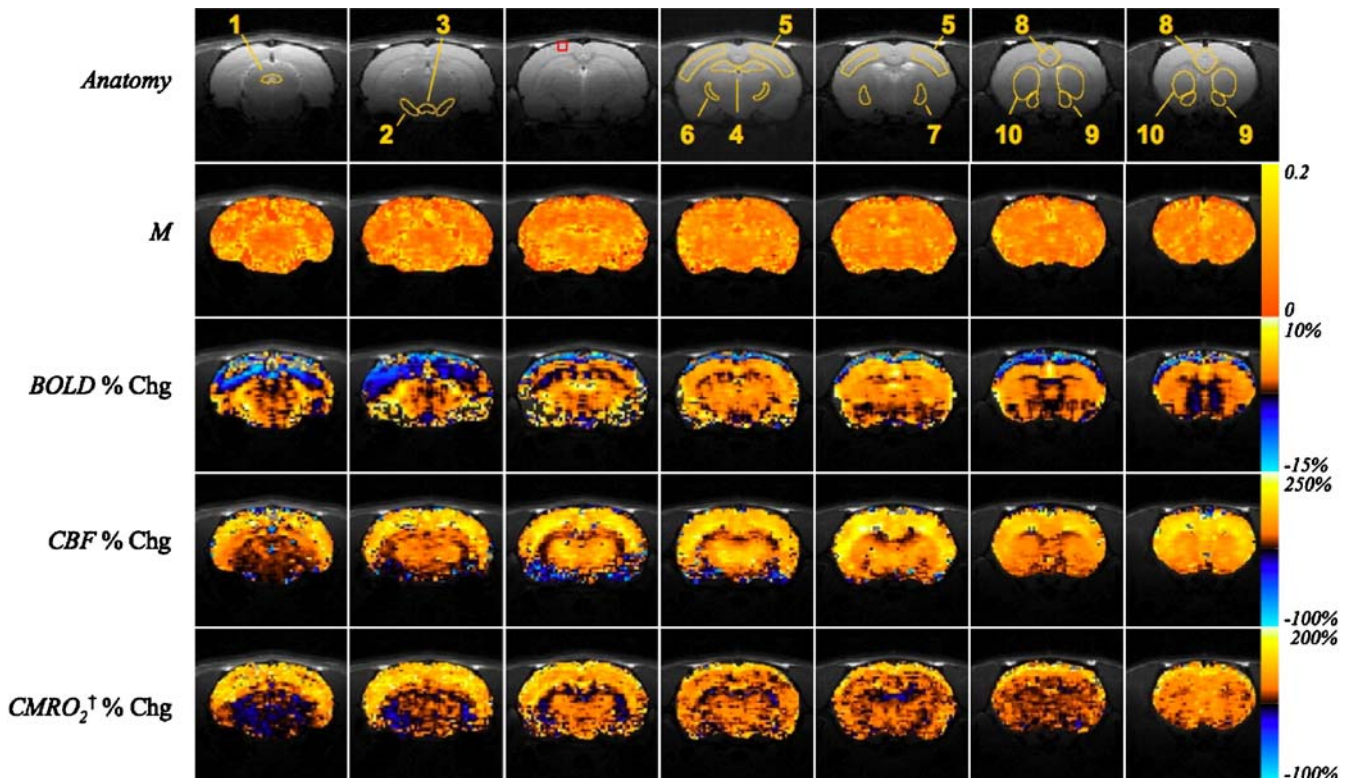 1 3 5 5 8 8
Anatomy
2 6 4 7 10 9 10 9
0.2
M
0
10%
BOLD % Chg
-15%
250%
CBF % Chg
-100%
200%
CMRO₂† % Chg
-100%